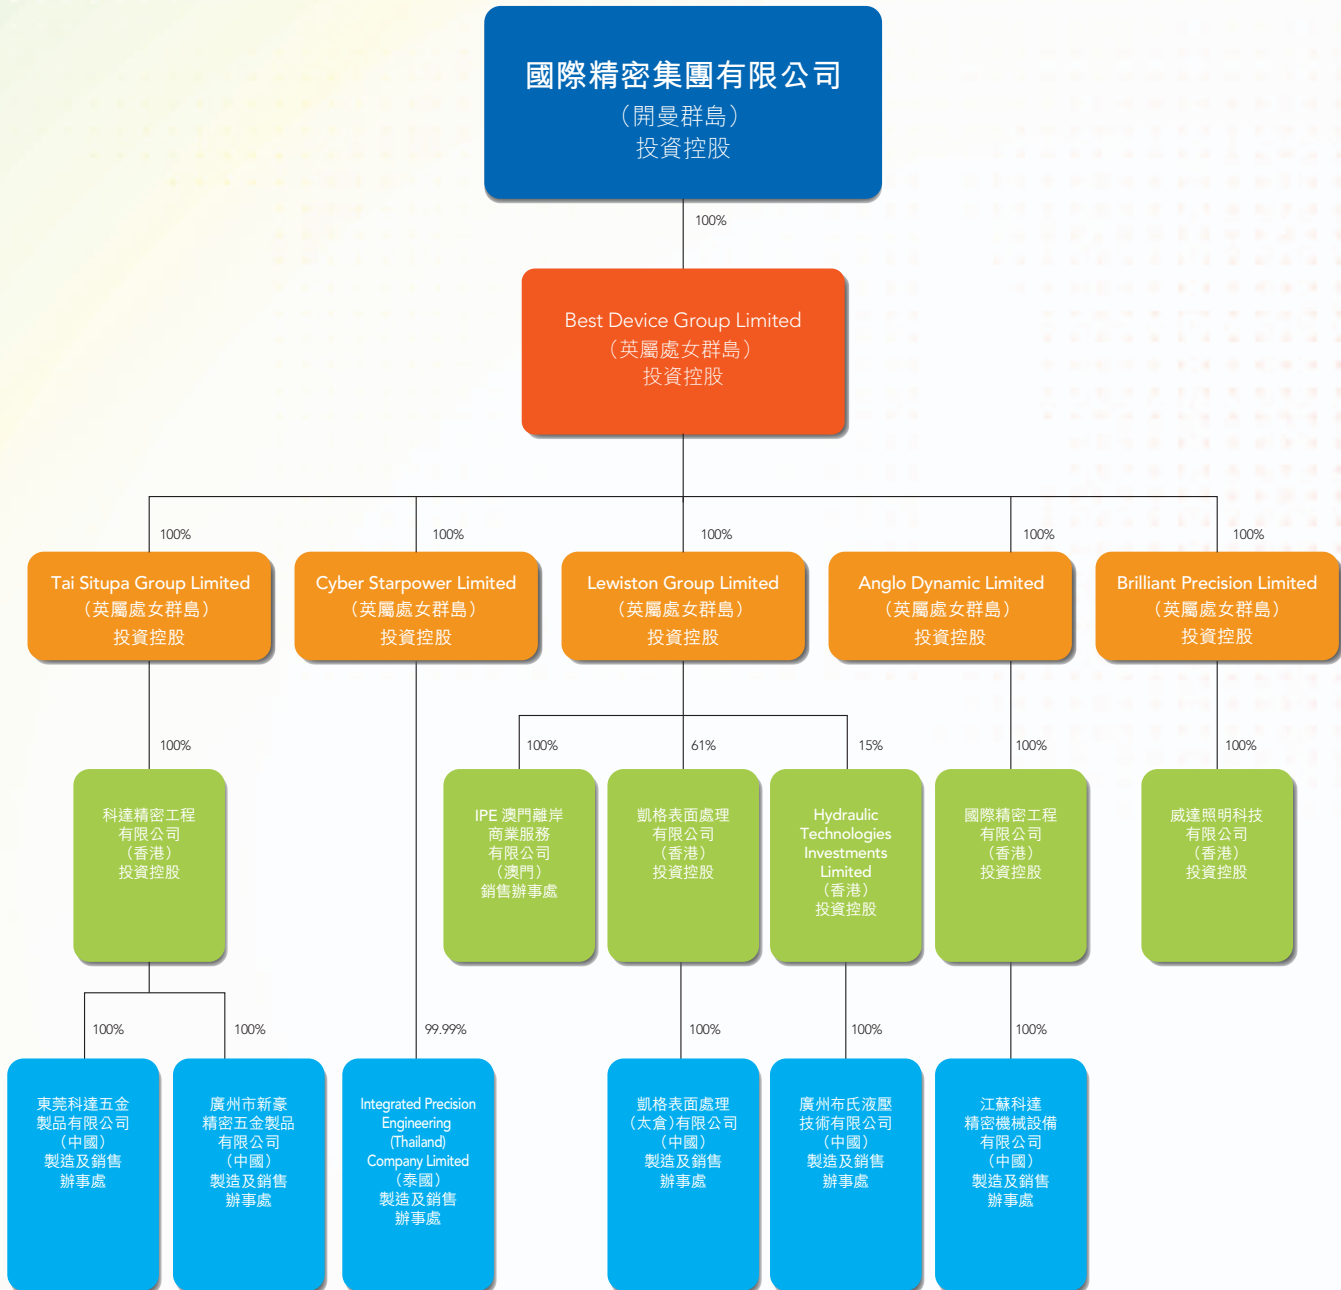 國際精密集團有限公司
（開曼群島）
投資控股
100%
Best Device Group Limited
（英屬處女群島）
投資控股
100%
100%
100%
100%
100%
Tai Situpa Group Limited
（英屬處女群島）
投資控股
Cyber Starpower Limited
（英屬處女群島）
投資控股
Lewiston Group Limited
（英屬處女群島）
投資控股
Anglo Dynamic Limited
（英屬處女群島）
投資控股
Brilliant Precision Limited
（英屬處女群島）
投資控股
100%
100%
61%
15%
100%
100%
科達精密工程
有限公司
（香港）
投資控股
IPE 澳門離岸
商業服務
有限公司
（澳門）
銷售辦事處
凱格表面處理
有限公司
（香港）
投資控股
Hydraulic
Technologies
Investments
Limited
（香港）
投資控股
國際精密工程
有限公司
（香港）
投資控股
威達照明科技
有限公司
（香港）
投資控股
100%
100%
99.99%
100%
100%
100%
東莞科達五金
製品有限公司
（中國）
製造及銷售
辦事處
廣州市新豪
精密五金製品
有限公司
（中國）
製造及銷售
辦事處
Integrated Precision
Engineering
(Thailand)
Company Limited
（泰國）
製造及銷售
辦事處
凱格表面處理
（太倉）有限公司
（中國）
製造及銷售
辦事處
廣州布氏液壓
技術有限公司
（中國）
製造及銷售
辦事處
江蘇科達
精密機械設備
有限公司
（中國）
製造及銷售
辦事處